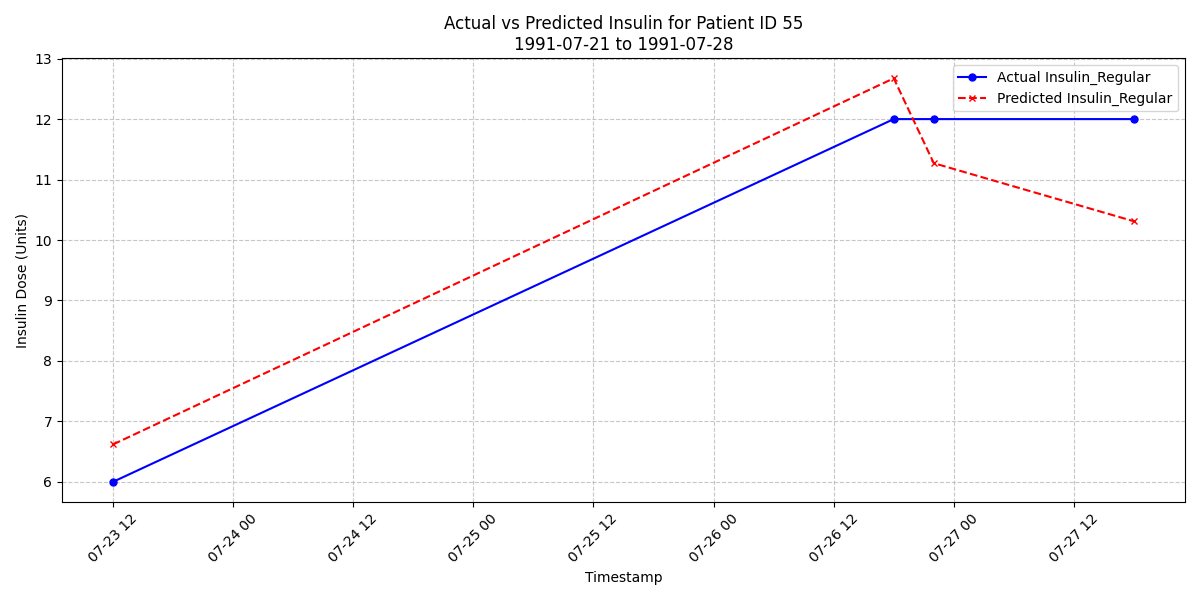 Actual vs Predicted Insulin for Patient ID 55
1991-07-21 to 1991-07-28
Actual Insulin_Regular
Predicted Insulin_Regular
Insulin Dose (Units)
13
12
11
10
9
8
7
6
07-23 12
07-24 00
07-24 12
07-25 00
07-25 12
07-26 00
07-26 12
07-27 00
07-27 12
Timestamp